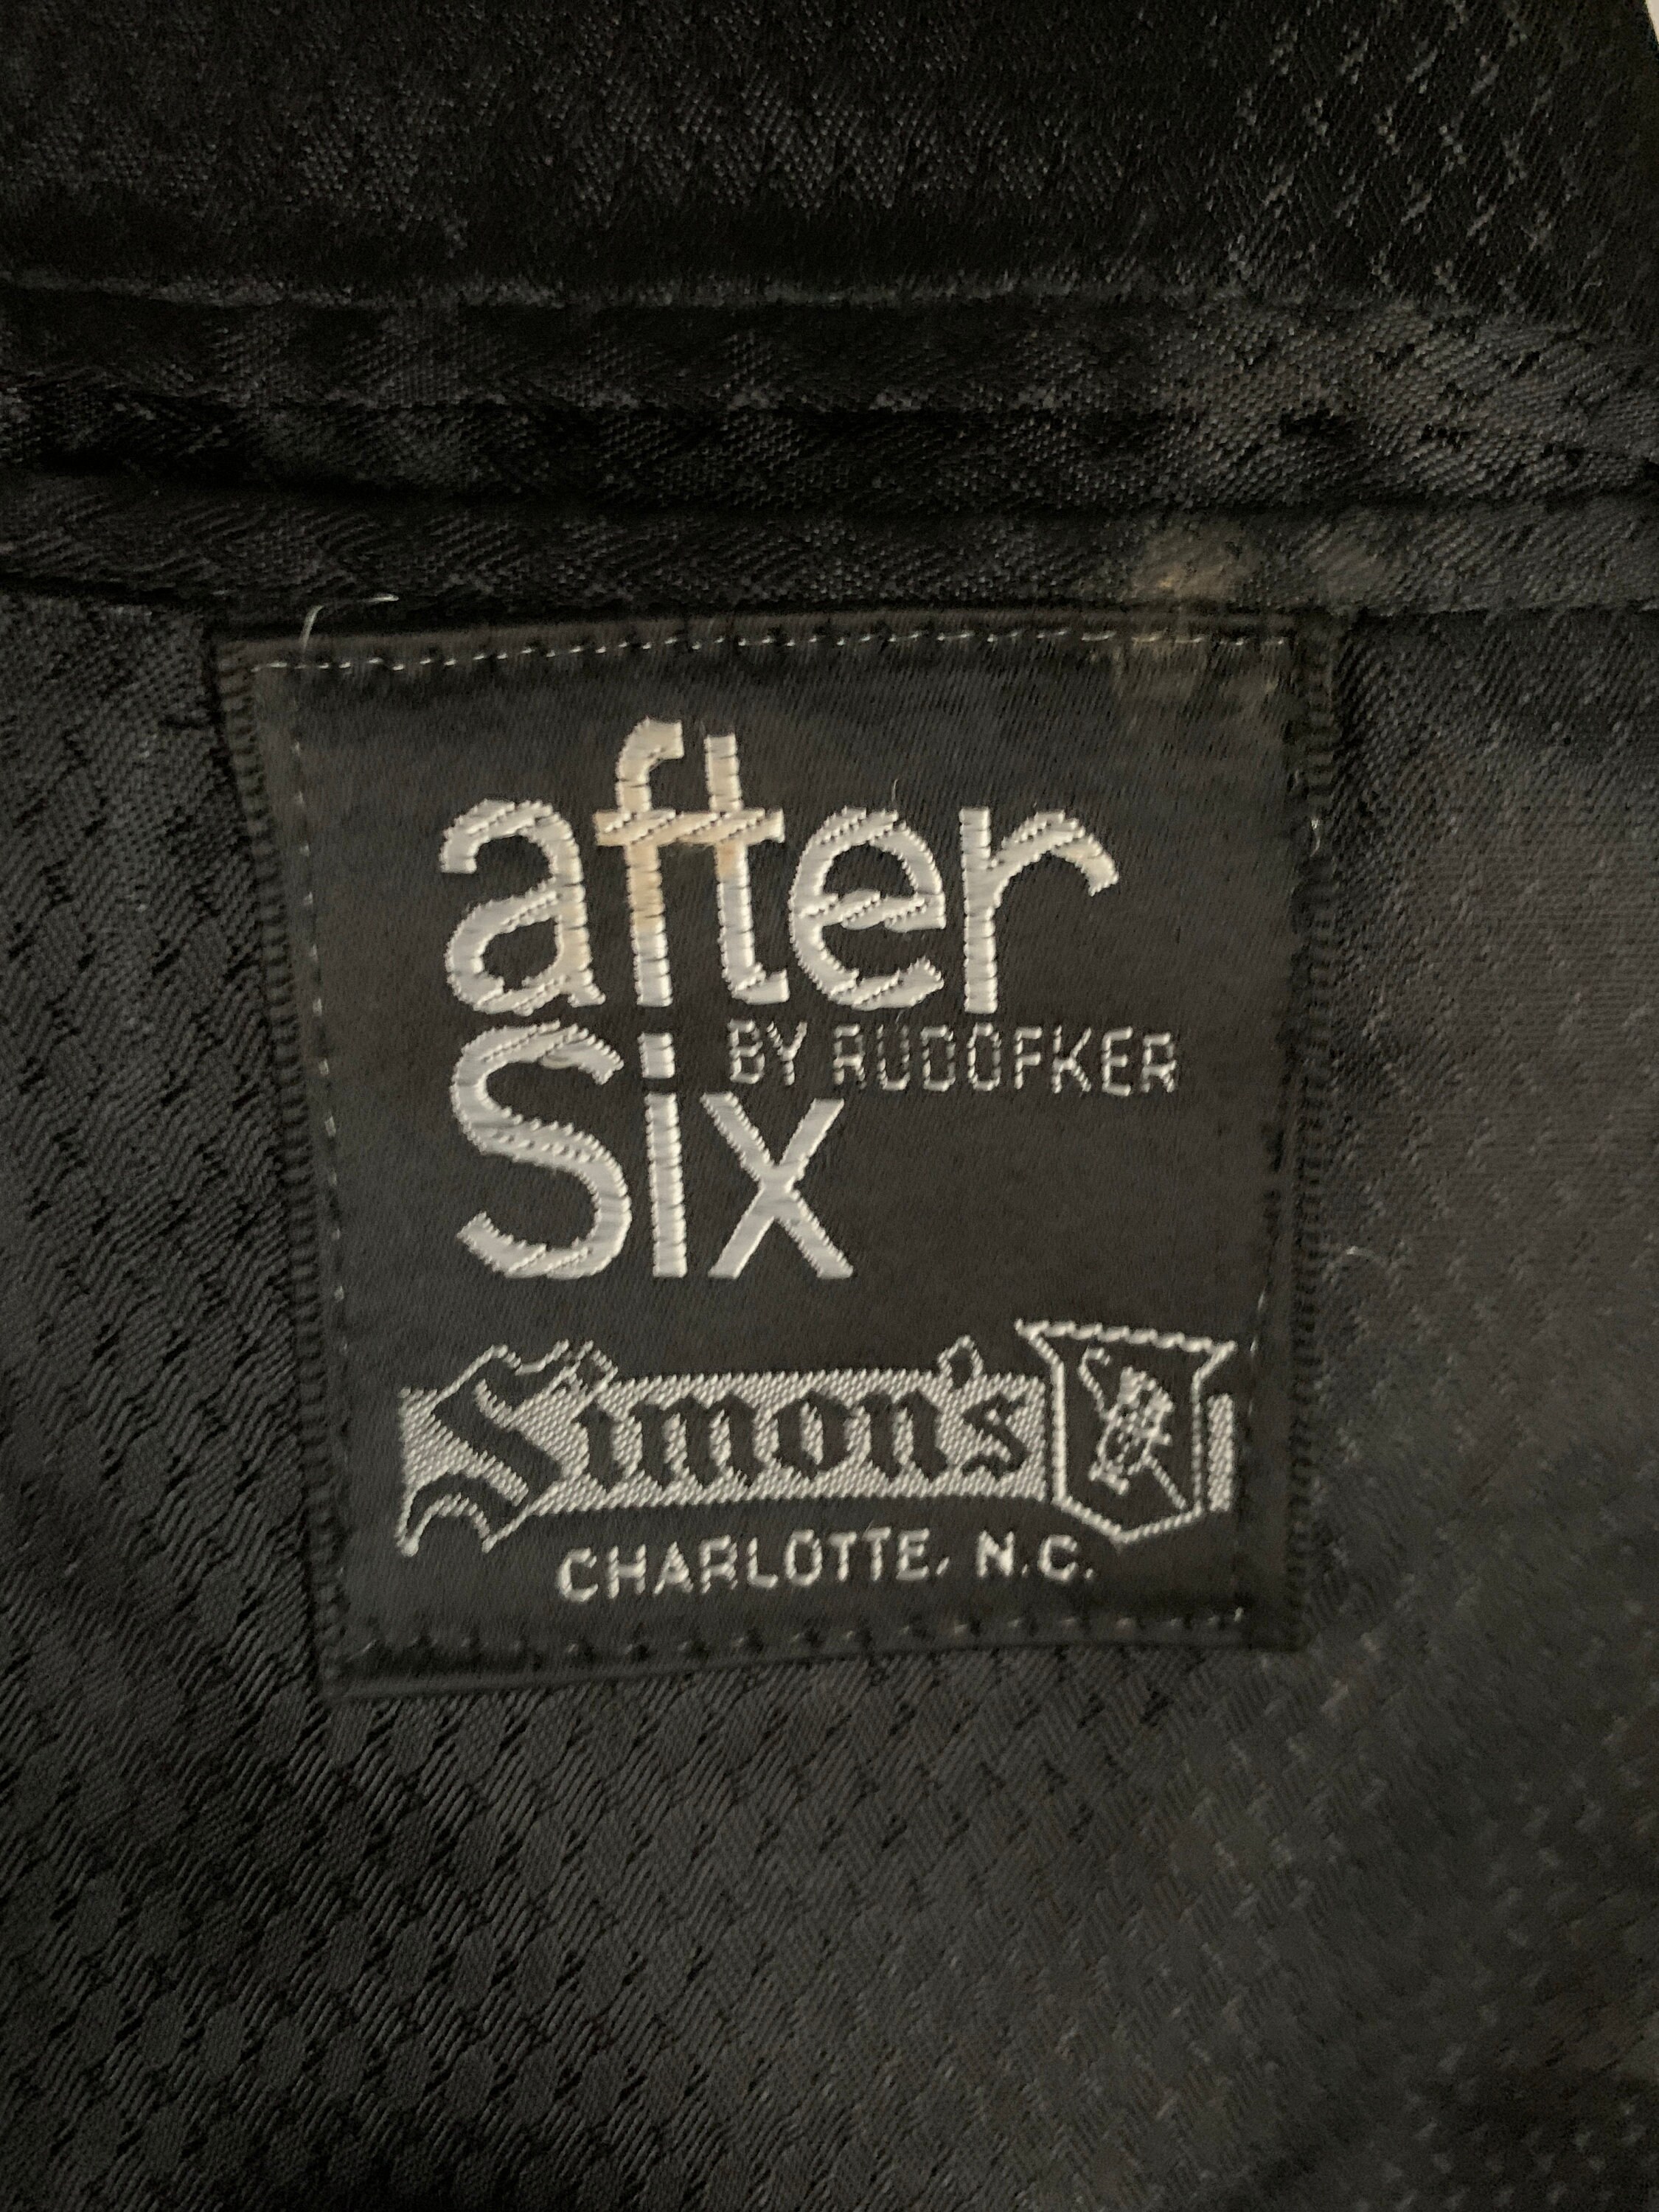 after
Six BY RUDOFKER
Simon's
CHARLOTTE, N.C.